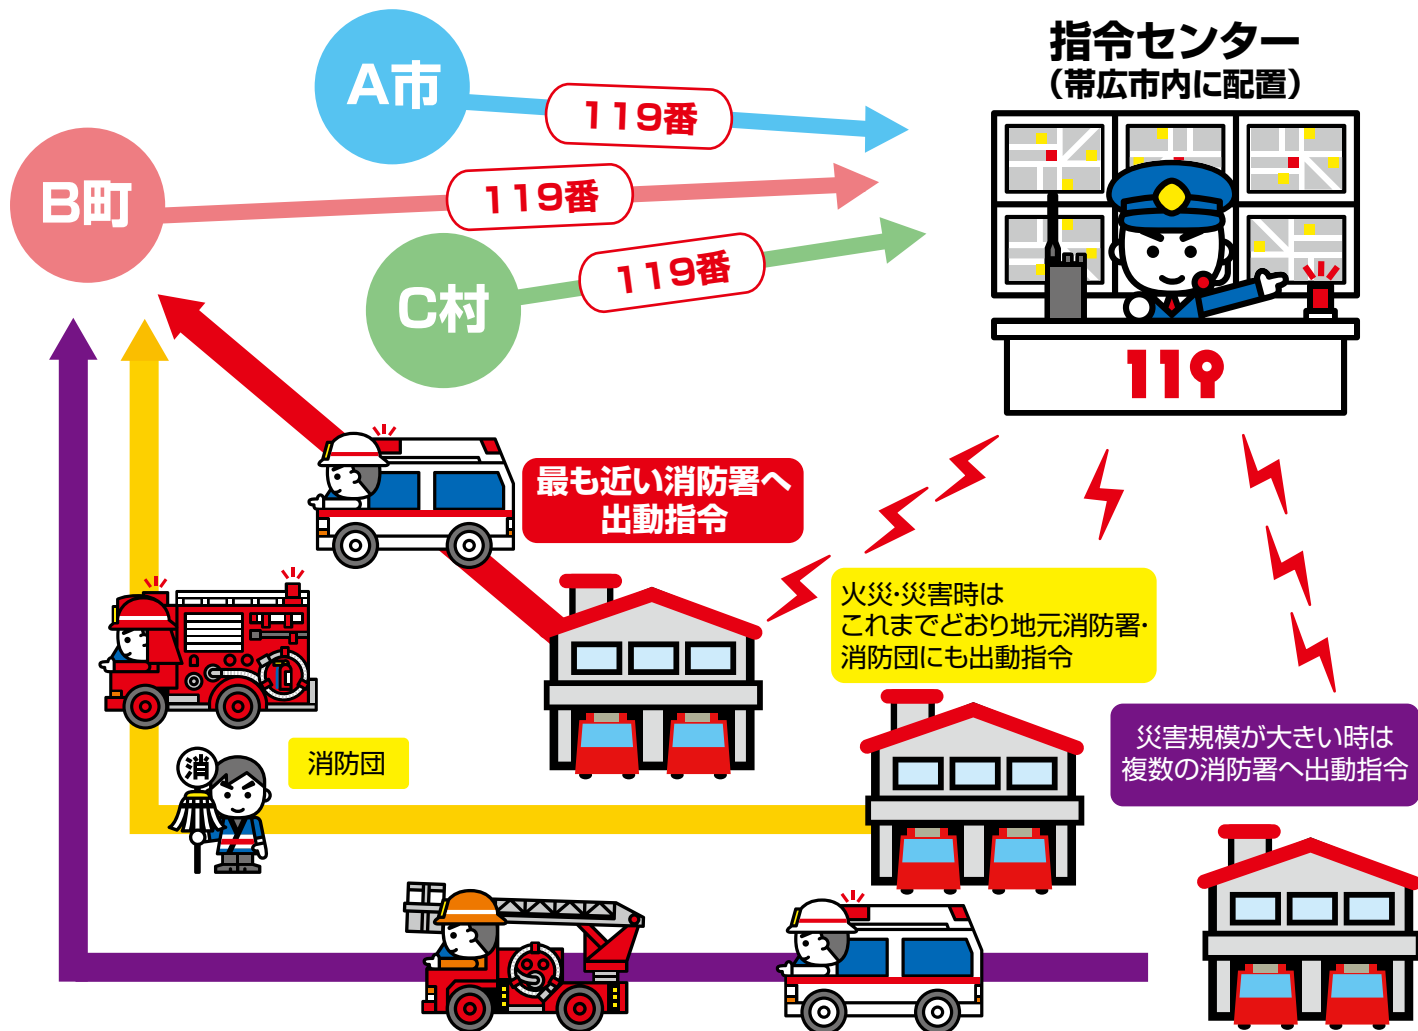 指令センター
（帯広市内に配置）
A市
119番
B町
119番
C村
119番
119
最も近い消防署へ
出動指令
火災・災害時は
これまでどおり地元消防署・
消防団にも出動指令
災害規模が大きい時は
複数の消防署へ出動指令
消防団
消